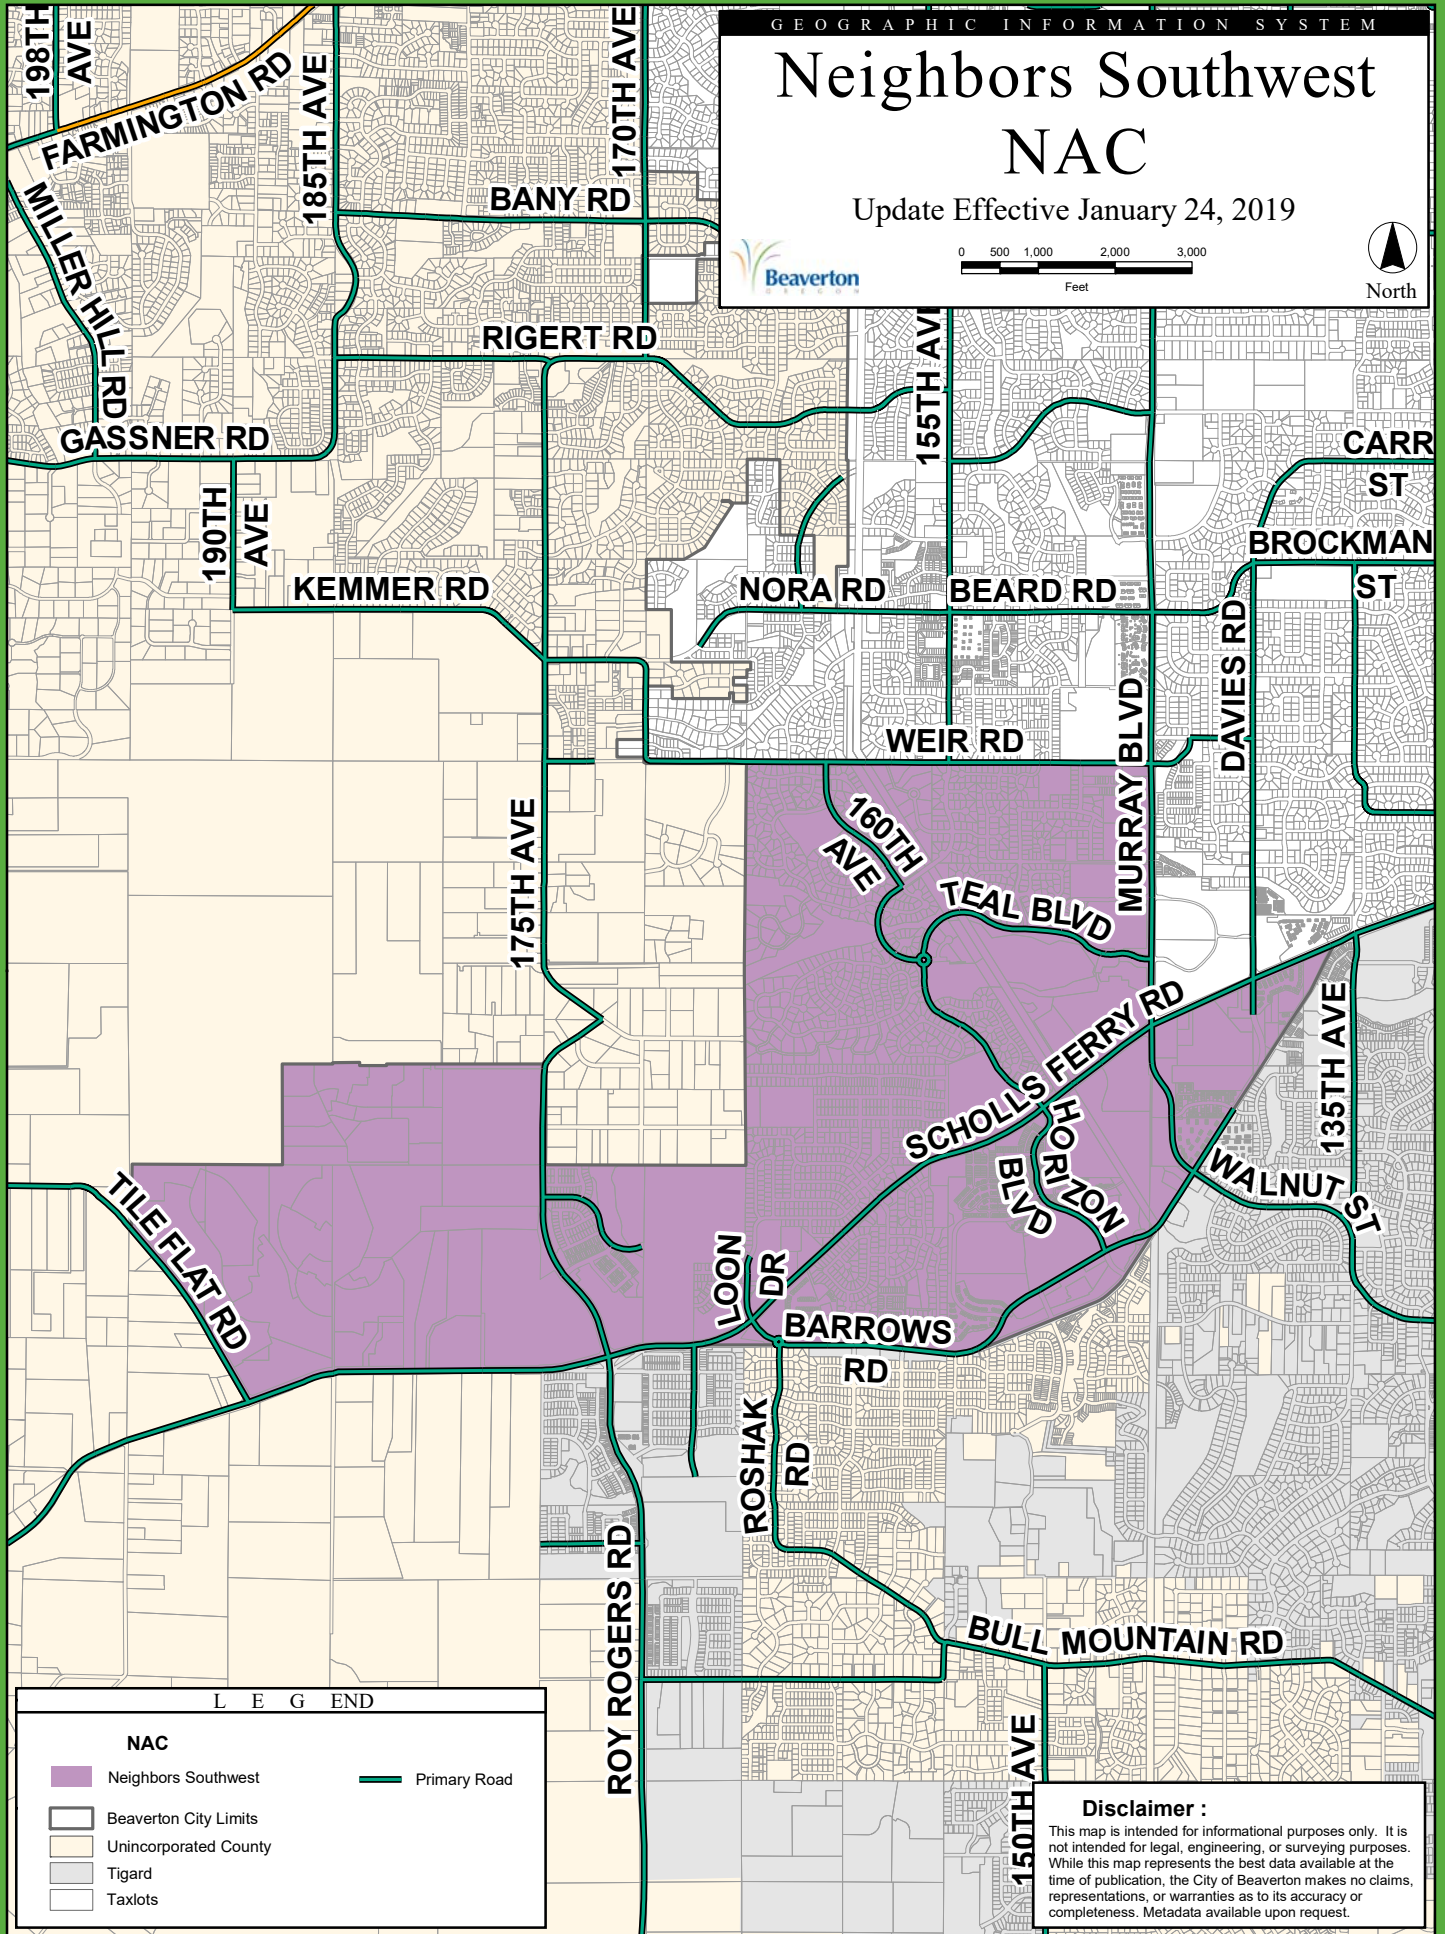 GEOGRAPHIC INFORMATION SYSTEM
Neighbors Southwest
NAC
Update Effective January 24, 2019
0 500 1,000 2,000 3,000
Feet
North
Beaverton
OREGON
198TH
AVE
FARMINGTON RD
185TH AVE
170TH AVE
BANY RD
MILLER HILL RD
RIGERT RD
155TH AVE
GASSNER RD
CARR
ST
190TH
AVE
BROCKMAN
ST
KEMMER RD
NORA RD
BEARD RD
DAVIES RD
MURRAY BLVD
WEIR RD
175TH AVE
160TH
AVE
TEAL BLVD
SCHOLLS FERRY RD
135TH AVE
HORIZON
BLVD
WALNUT ST
TILE FLAT RD
LOON
DR
BARROWS
RD
ROSHAK
RD
ROY ROGERS RD
BULL MOUNTAIN RD
150TH AVE
L E G END
NAC
Neighbors Southwest
Primary Road
Beaverton City Limits
Unincorporated County
Tigard
Taxlots
Disclaimer :
This map is intended for informational purposes only. It is
not intended for legal, engineering, or surveying purposes.
While this map represents the best data available at the
time of publication, the City of Beaverton makes no claims,
representations, or warranties as to its accuracy or
completeness. Metadata available upon request.